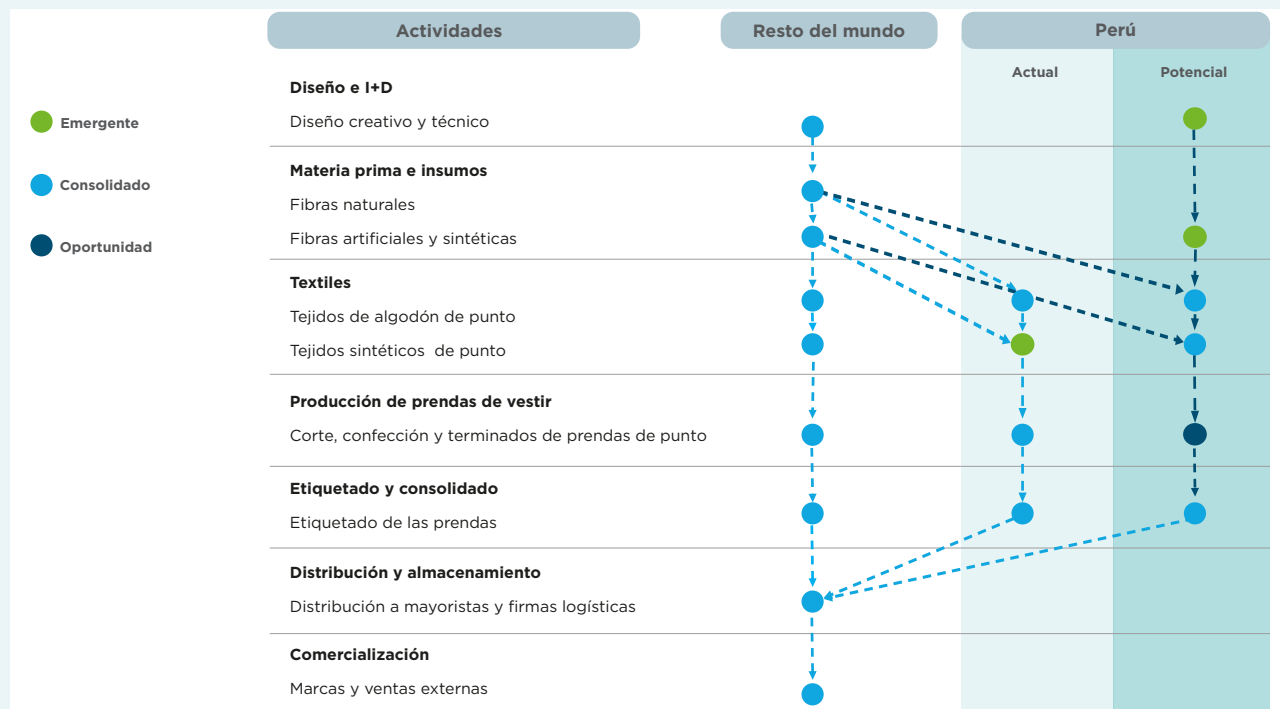 Actividades
Resto del mundo
Perú
Actual
Potencial
Emergente
Consolidado
Oportunidad
Diseño e I+D
Diseño creativo y técnico
Materia prima e insumos
Fibras naturales
Fibras artificiales y sintéticas
Textiles
Tejidos de algodón de punto
Tejidos sintéticos de punto
Producción de prendas de vestir
Corte, confección y terminados de prendas de punto
Etiquetado y consolidado
Etiquetado de las prendas
Distribución y almacenamiento
Distribución a mayoristas y firmas logísticas
Comercialización
Marcas y ventas externas